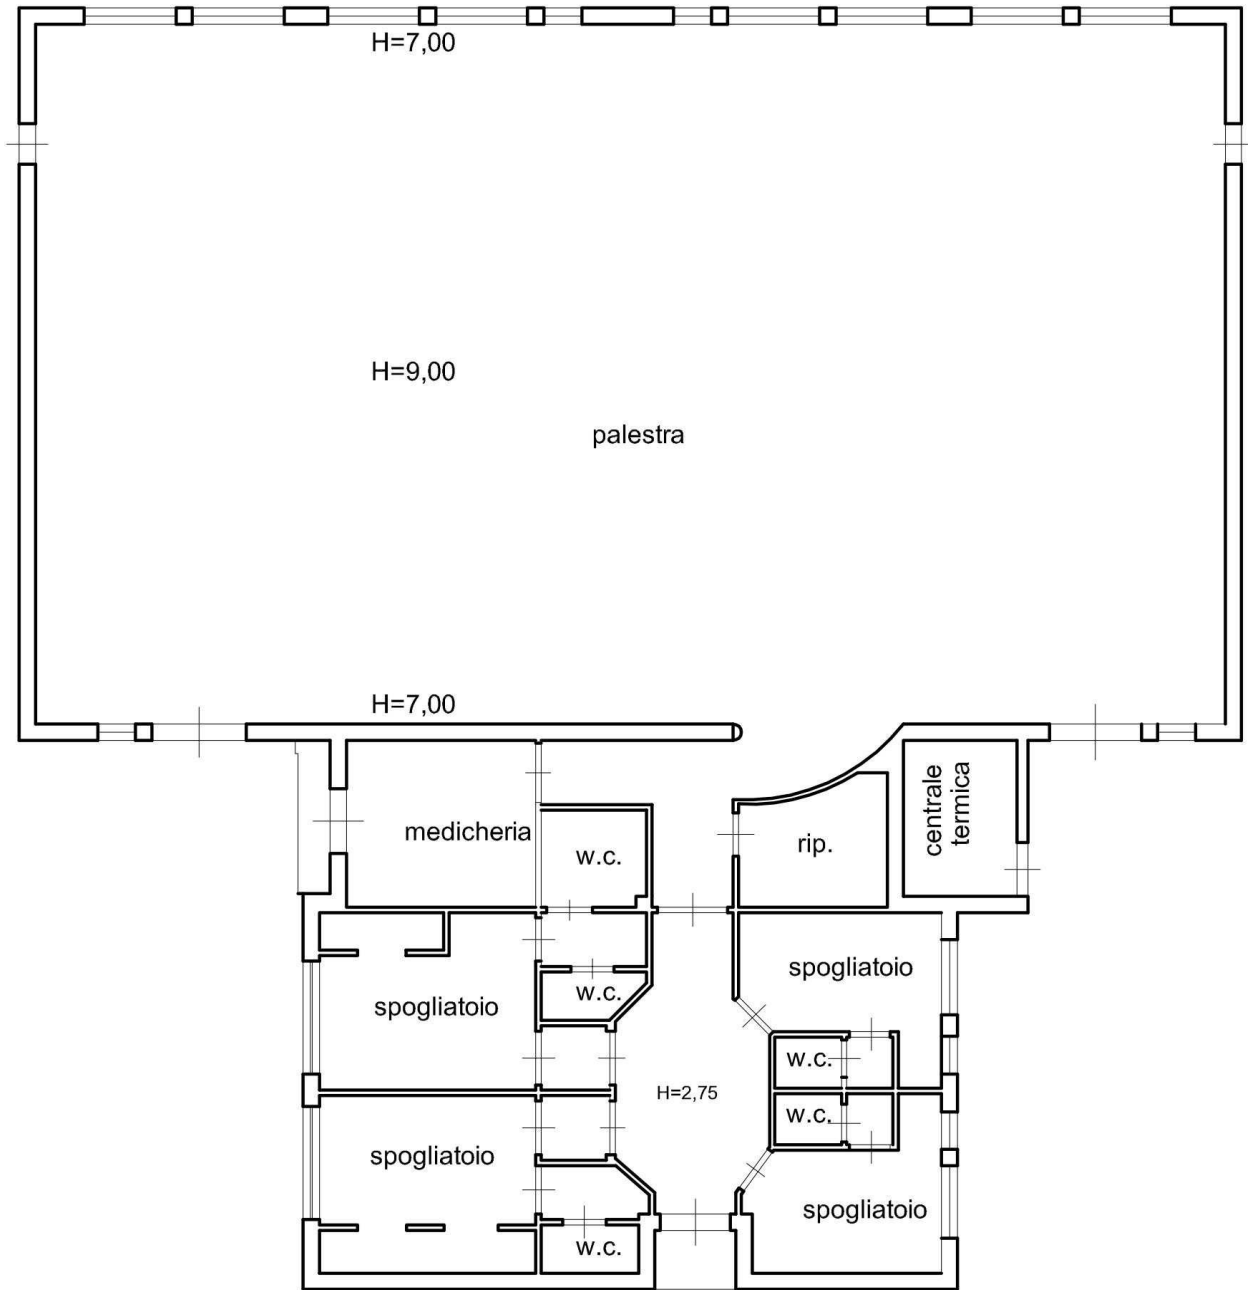 H=7,00
H=9,00
palestra
H=7,00
centrale
termica
medicheria
w.c.
rip.
spogliatoio
spogliatoio
w.c.
w.c.
H=2,75
w.c.
spogliatoio
spogliatoio
w.c.